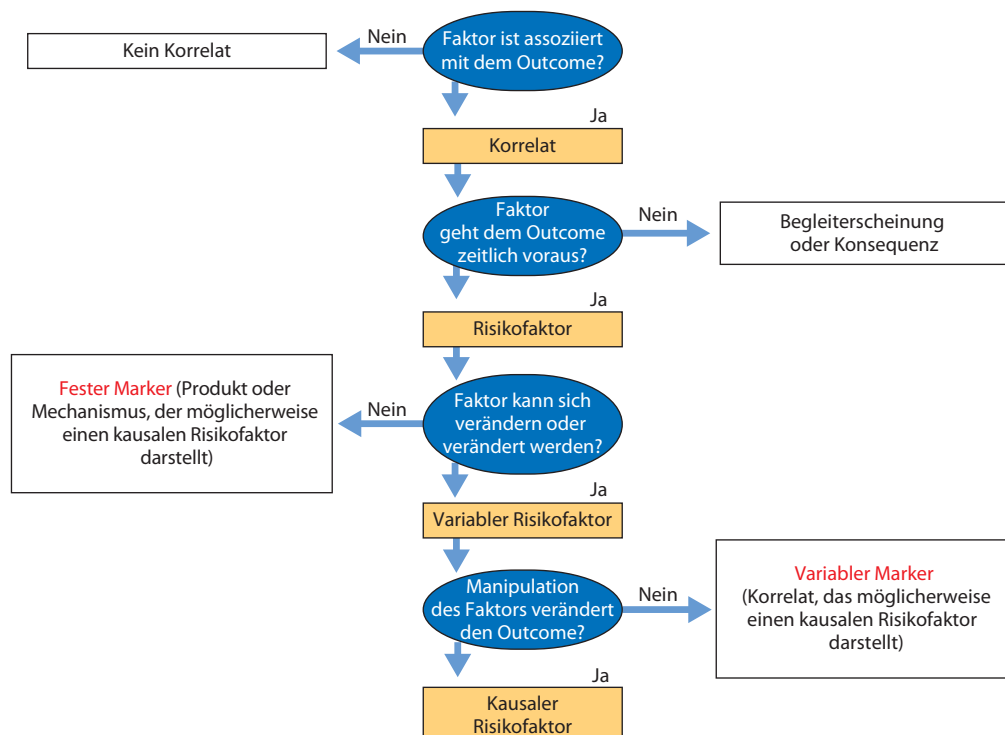 Faktor ist assoziiert
mit dem Outcome?
Nein
Kein Korrelat
Ja
Korrelat
Faktor
geht dem Outcome
zeitlich voraus?
Nein
Begleiterscheinung
oder Konsequenz
Ja
Risikofaktor
Faktor kann sich
verändern oder
verändert werden?
Nein
Fester Marker (Produkt oder
Mechanismus, der möglicherweise
einen kausalen Risikofaktor
darstellt)
Ja
Variabler Risikofaktor
Manipulation
des Faktors verändert
den Outcome?
Nein
Variabler Marker
(Korrelat, das möglicherweise
einen kausalen Risikofaktor
darstellt)
Ja
Kausaler
Risikofaktor